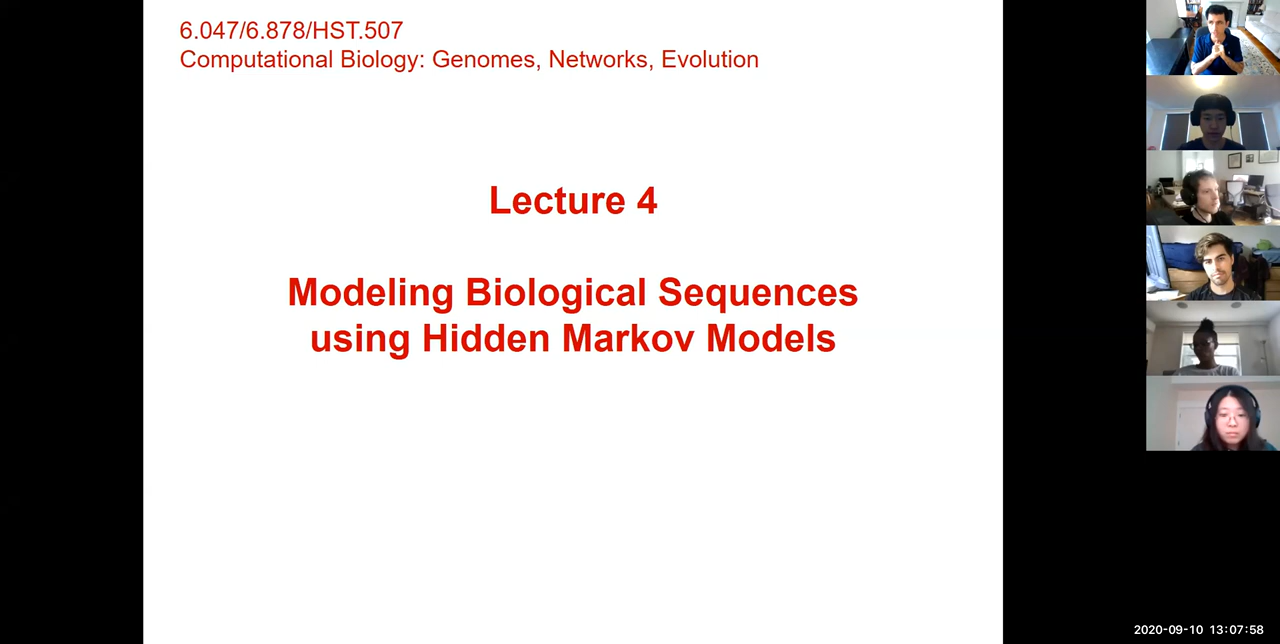 6.047/6.878/HST.507
Computational Biology: Genomes, Networks, Evolution
Lecture 4
Modeling Biological Sequences
using Hidden Markov Models
2020-09-10 13:07:58